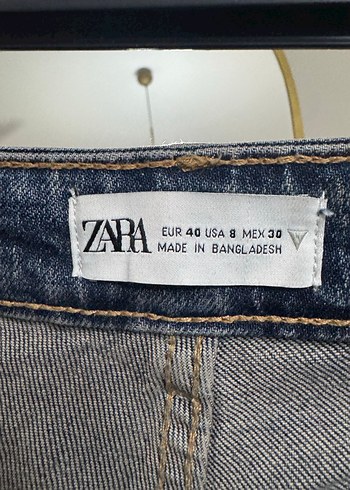 ZARA
EUR 40 USA 8 MEX 30
MADE IN BANGLADESH